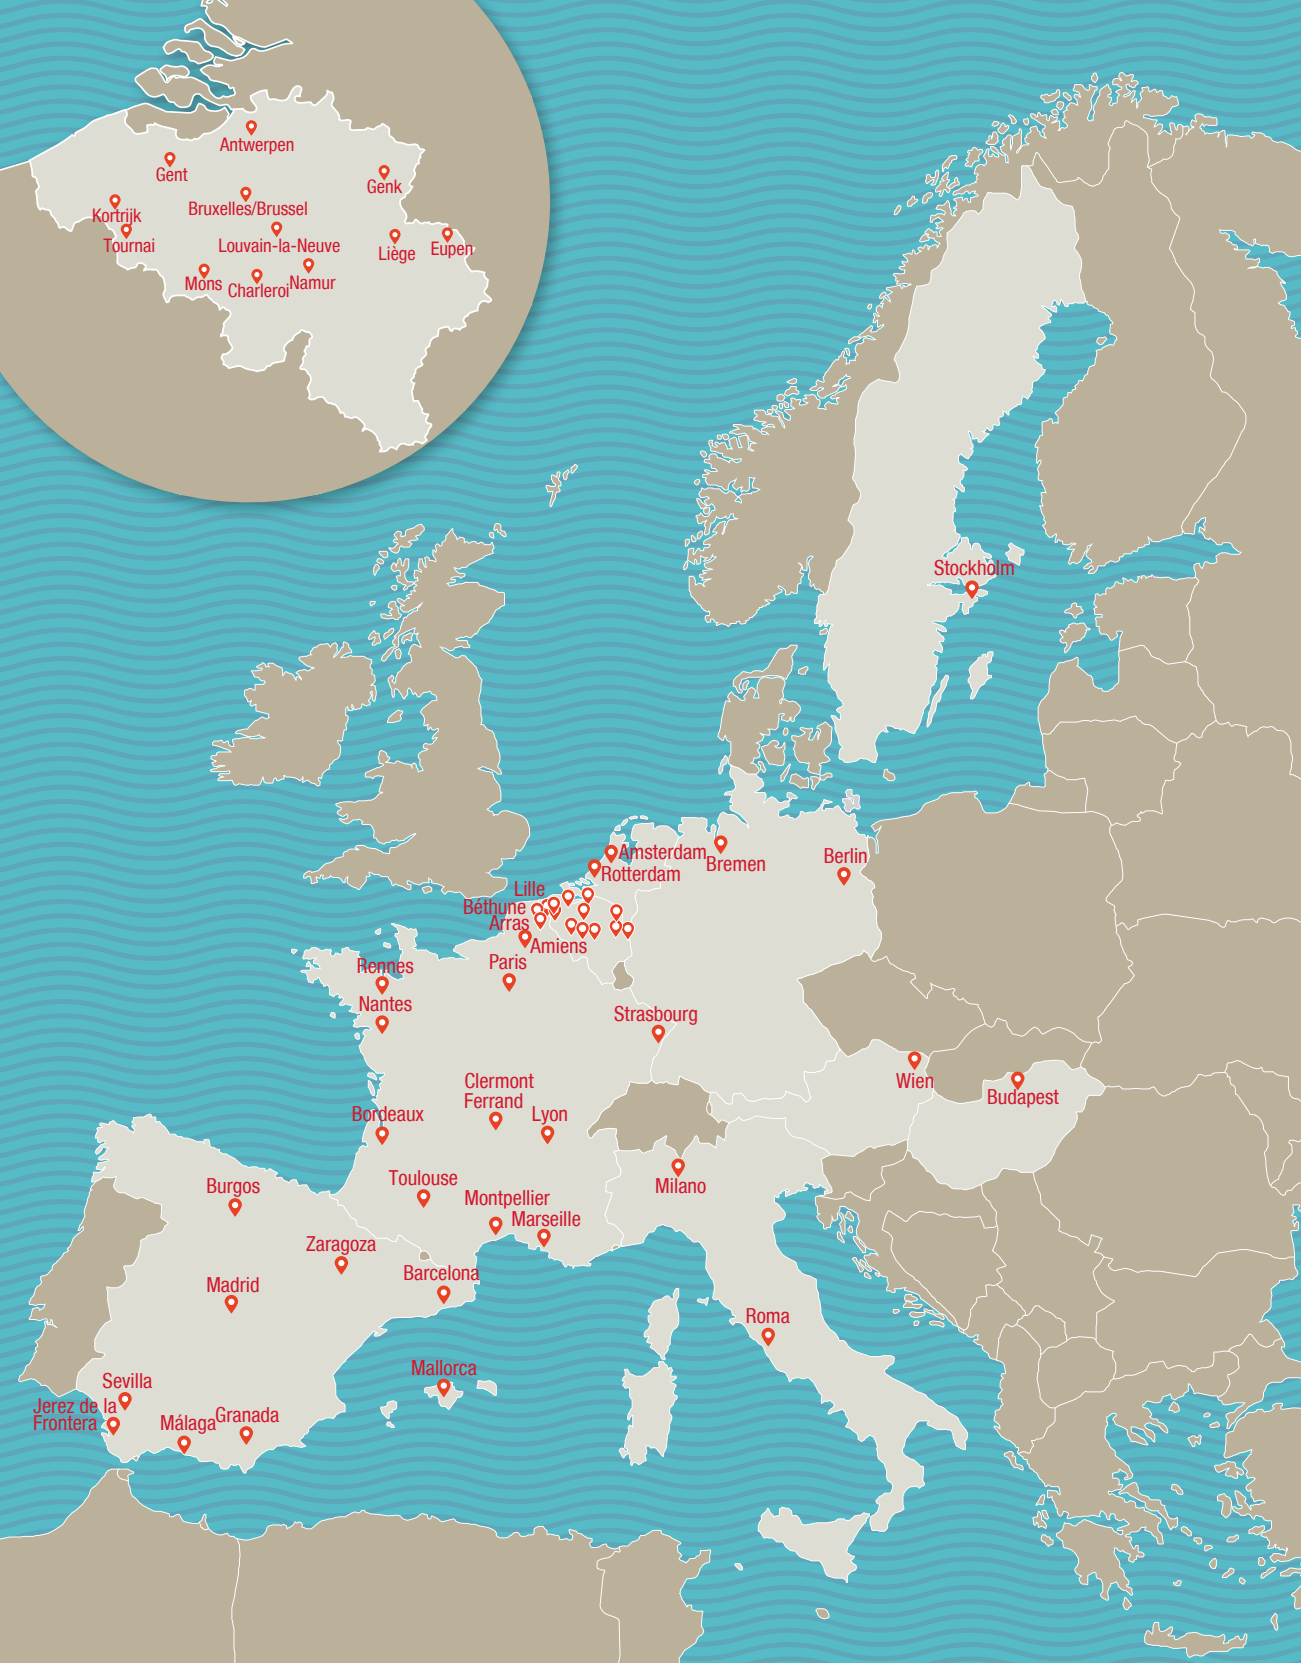 Antwerpen
Gent
Genk
Kortrijk
Bruxelles/Brussel
Tournai
Louvain-la-Neuve
Liège
Eupen
Mons
Charleroi
Namur
Stockholm
Amsterdam
Bremen
Berlin
Rotterdam
Lille
Béthune
Arras
Amiens
Paris
Rennes
Nantes
Strasbourg
Wien
Budapest
Clermont
Ferrand
Lyon
Bordeaux
Milano
Toulouse
Burgos
Montpellier
Marseille
Zaragoza
Barcelona
Madrid
Roma
Mallorca
Sevilla
Jerez de la
Frontera
Málaga
Granada